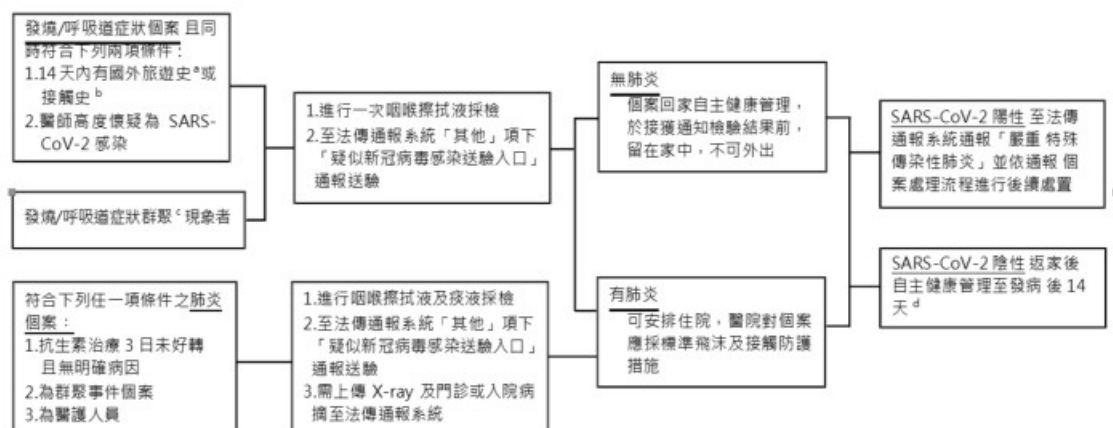 發燒/呼吸道症狀個案 且同
時符合下列兩項條件：
1.14 天內有國外旅遊史ᵃ或
接觸史ᵇ
2.醫師高度懷疑為 SARS-
CoV-2 感染
發燒/呼吸道症狀群聚ᶜ現象者
符合下列任一項條件之肺炎
個案：
1.抗生素治療 3 日未好轉
且無明確病因
2.為群聚事件個案
3.為醫護人員
1.進行一次咽喉擦拭液採檢
2.至法傳通報系統「其他」項下
「疑似新冠病毒感染送驗入口」
通報送驗
1.進行咽喉擦拭液及痰液採檢
2.至法傳通報系統「其他」項下
「疑似新冠病毒感染送驗入口」
通報送驗
3.需上傳 X-ray 及門診或入院病
摘至法傳通報系統
無肺炎
個案回家自主健康管理，
於接獲通知檢驗結果前，
留在家中，不可外出
有肺炎
可安排住院，醫院對個案
應採標準飛沫及接觸防護
措施
SARS-CoV-2 陽性 至法傳
通報系統通報「嚴重 特殊
傳染性肺炎」並依通報 個
案處理流程進行後續處置
SARS-CoV-2 陰性 返家後
自主健康管理至發病 後 14
天ᵈ